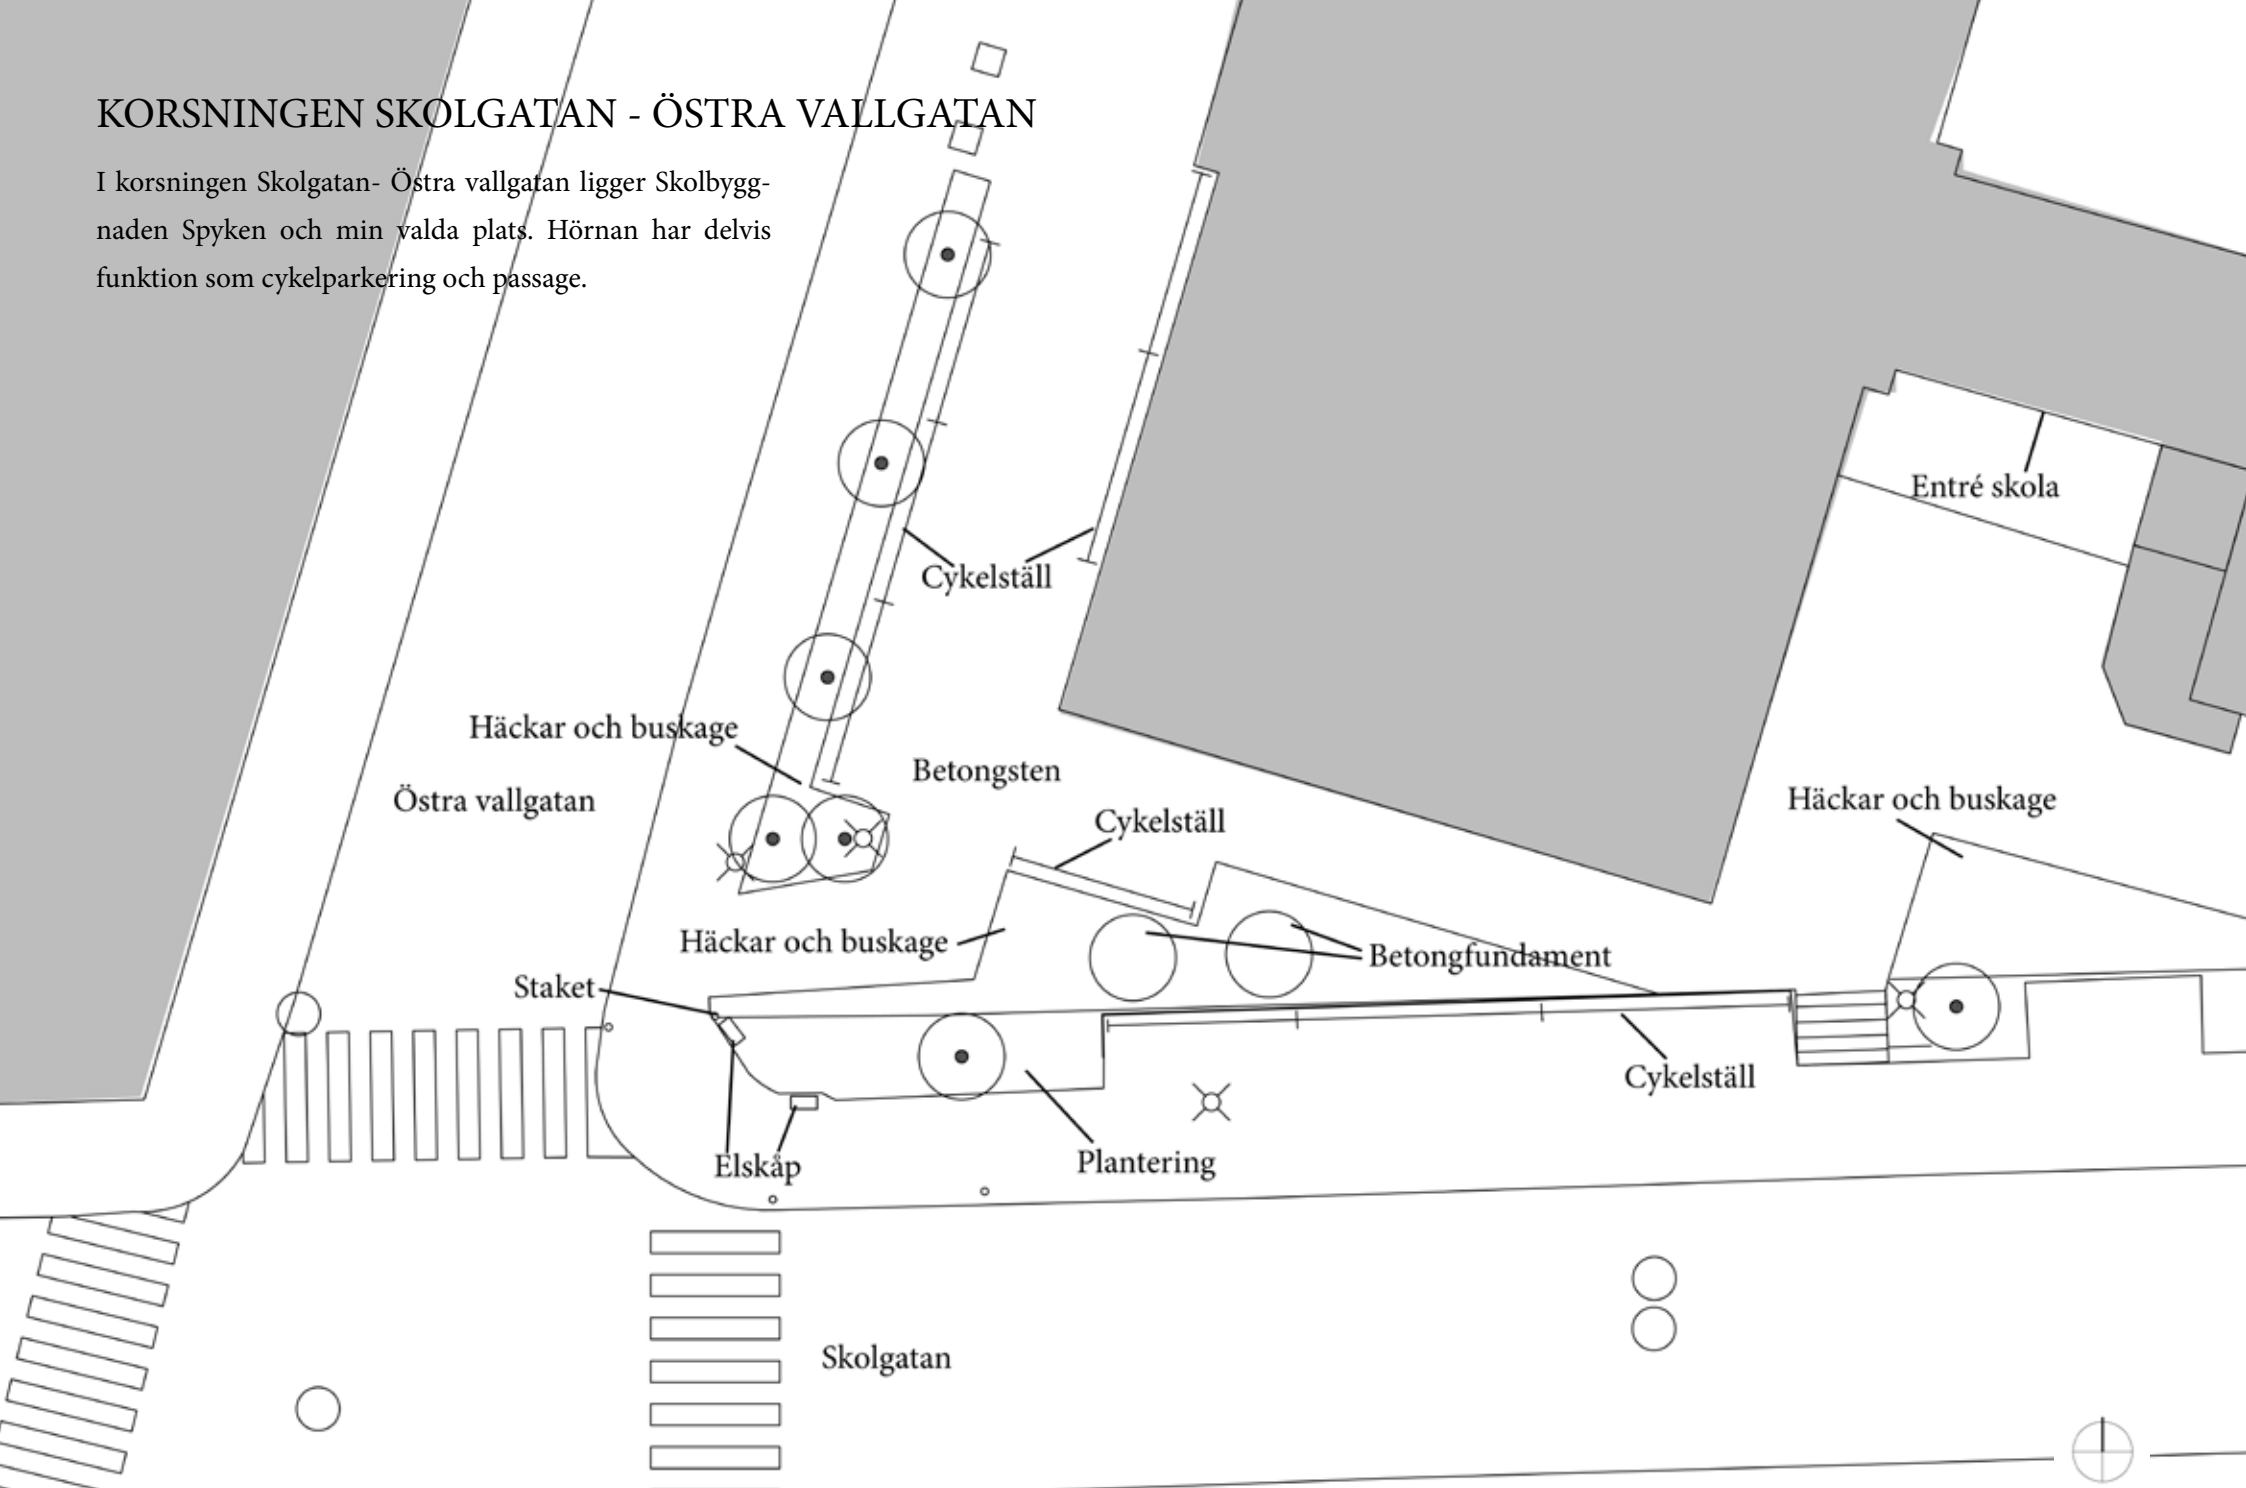 KORSNINGEN SKOLGATAN - ÖSTRA VALLGATAN
I korsningen Skolgatan- Östra vallgatan ligger Skolbygg-
naden Spyken och min valda plats. Hörnan har delvis
funktion som cykelparkering och passage.
Entré skola
Cykelställ
Häckar och buskage
Betongsten
Östra vallgatan
Häckar och buskage
Cykelställ
Häckar och buskage
Betongfundament
Staket
Cykelställ
Elskåp
Plantering
Skolgatan